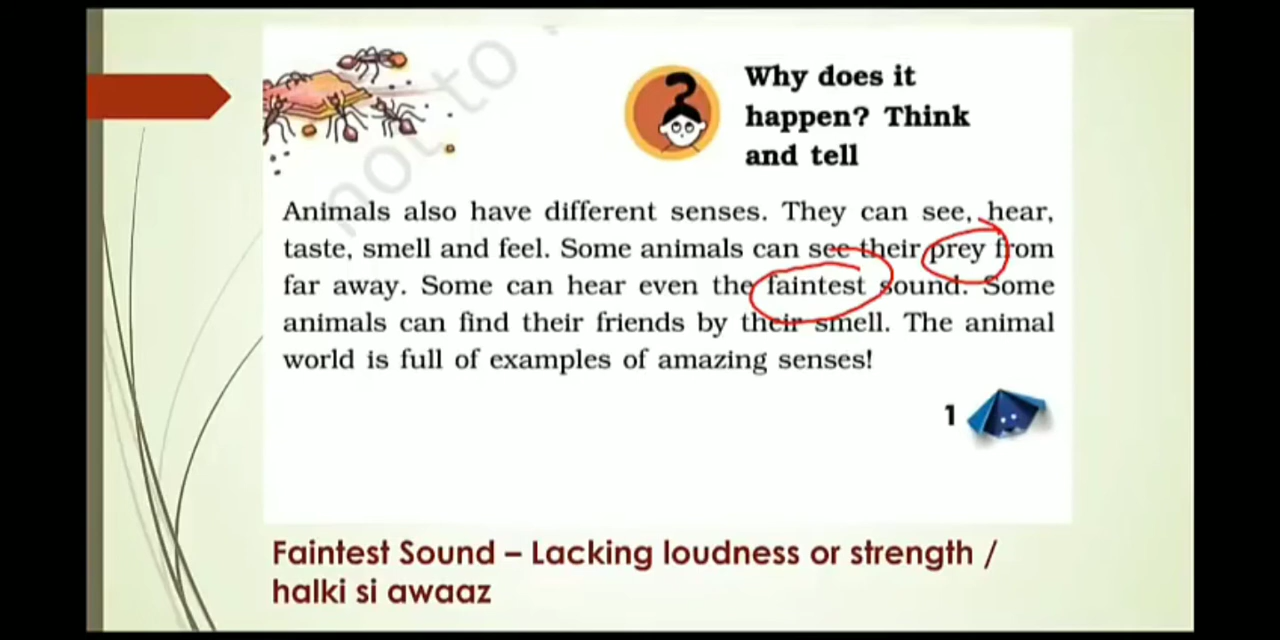 not to
Why does it
happen? Think
and tell
Animals also have different senses. They can see, hear,
taste, smell and feel. Some animals can see their prey from
far away. Some can hear even the faintest sound. Some
animals can find their friends by their smell. The animal
world is full of examples of amazing senses!
1
Faintest Sound – Lacking loudness or strength /
halki si awaaz